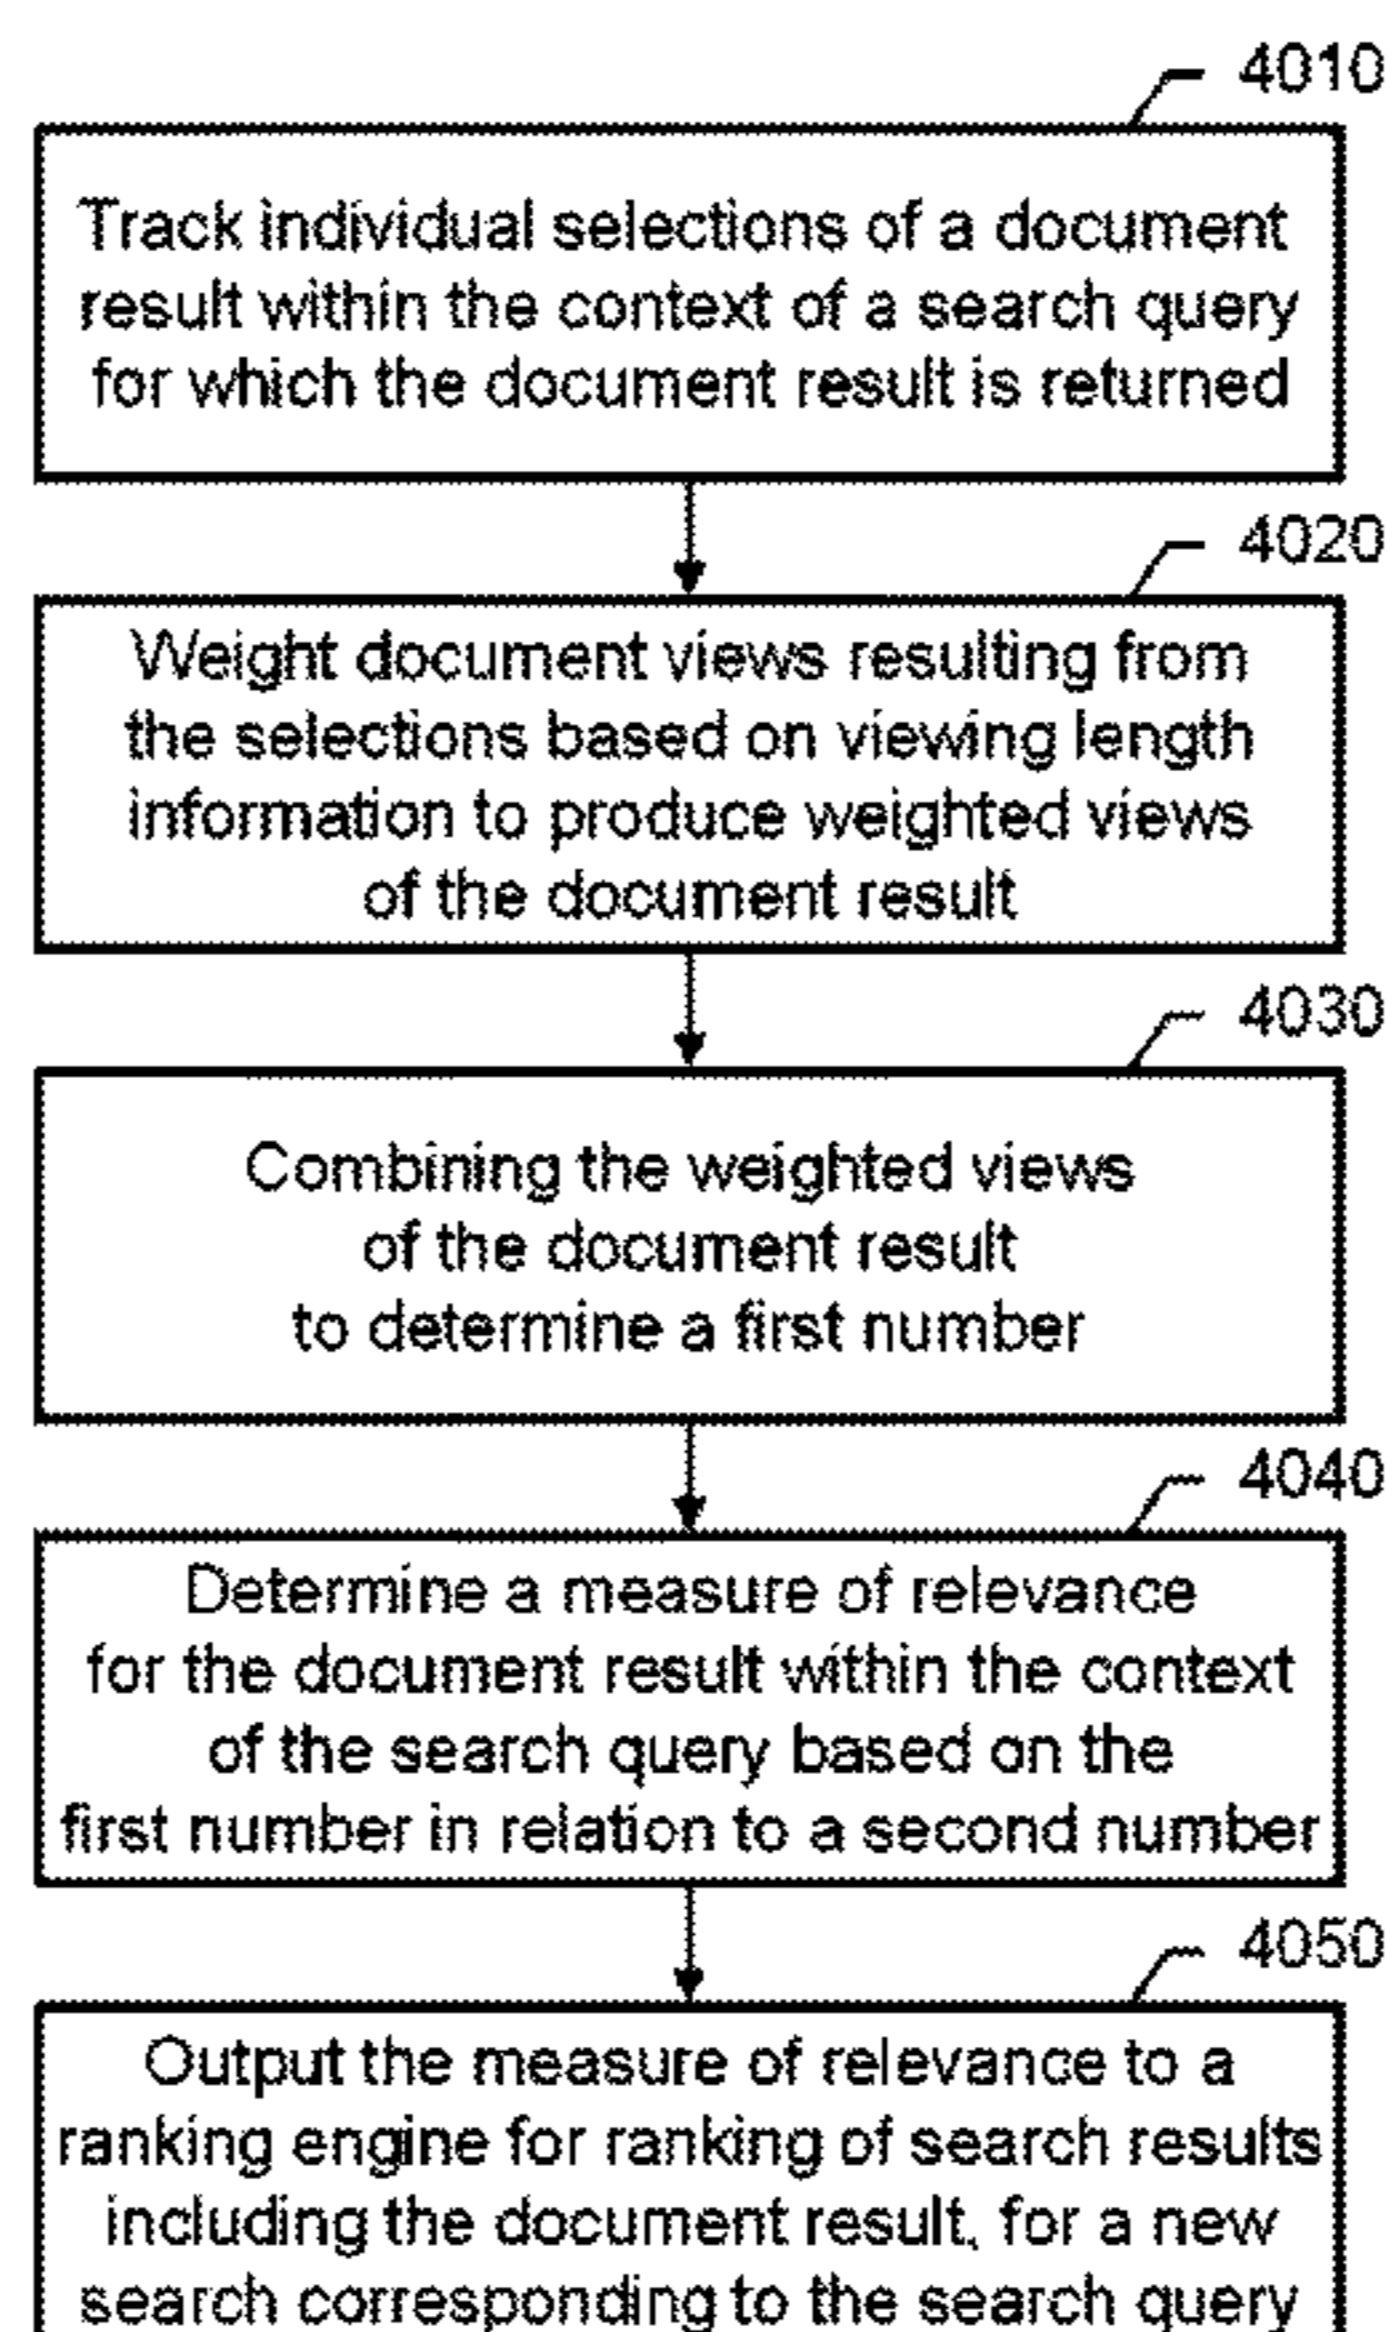 4010
Track individual selections of a document
result within the context of a search query
for which the document result is returned
4020
Weight document views resulting from
the selections based on viewing length
information to produce weighted views
of the document result
4030
Combining the weighted views
of the document result
to determine a first number
4040
Determine a measure of relevance
for the document result within the context
of the search query based on the
first number in relation to a second number
4050
Output the measure of relevance to a
ranking engine for ranking of search results
including the document result, for a new
search corresponding to the search query